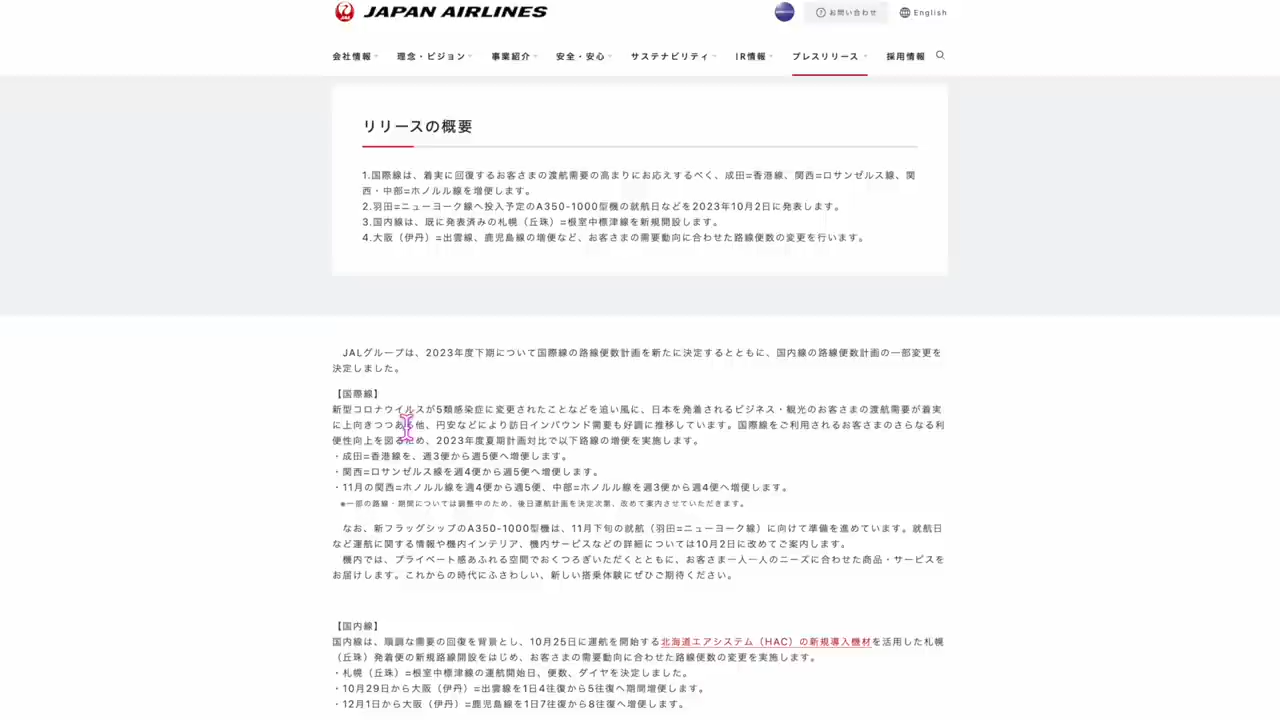 JAL JAPAN AIRLINES
お問い合わせ English
会社情報 理念・ビジョン 事業紹介 安全・安心 サステナビリティ IR情報 プレスリリース 採用情報
リリースの概要
1.国際線は、着実に回復するお客さまの渡航需要の高まりにお応えするべく、成田=香港線、関西=ロサンゼルス線、関
西・中部=ホノルル線を増便します。
2.羽田=ニューヨーク線へ投入予定のA350-1000型機の就航日などを2023年10月2日に発表します。
3.国内線は、既に発表済みの札幌（丘珠）=根室中標津線を新規開設します。
4.大阪（伊丹）=出雲線、鹿児島線の増便など、お客さまの需要動向に合わせた路線便数の変更を行います。
JALグループは、2023年度下期について国際線の路線便数計画を新たに決定するとともに、国内線の路線便数計画の一部変更を
決定しました。
【国際線】
新型コロナウイルスが5類感染症に変更されたことなどを追い風に、日本を発着されるビジネス・観光のお客さまの渡航需要が着実
に上向きつつある他、円安などにより訪日インバウンド需要も好調に推移しています。国際線をご利用されるお客さまのさらなる利
便性向上を図るため、2023年度夏期計画対比で以下路線の増便を実施します。
・成田=香港線を、週3便から週5便へ増便します。
・関西=ロサンゼルス線を週4便から週5便へ増便します。
・11月の関西=ホノルル線を週4便から週5便、中部=ホノルル線を週3便から週4便へ増便します。
※一部の路線・期間については調整中のため、後日運航計画を決定次第、改めて案内させていただきます。
なお、新フラッグシップのA350-1000型機は、11月下旬の就航（羽田=ニューヨーク線）に向けて準備を進めています。就航日
など運航に関する情報や機内インテリア、機内サービスなどの詳細については10月2日に改めてご案内します。
機内では、プライベート感あふれる空間でおくつろぎいただくとともに、お客さま一人一人のニーズに合わせた商品・サービスを
お届けします。これからの時代にふさわしい、新しい搭乗体験にぜひご期待ください。
【国内線】
国内線は、順調な需要の回復を背景とし、10月25日に運航を開始する北海道エアシステム（HAC）の新規導入機材を活用した札幌
（丘珠）発着便の新規路線開設をはじめ、お客さまの需要動向に合わせた路線便数の変更を実施します。
・札幌（丘珠）=根室中標津線の運航開始日、便数、ダイヤを決定しました。
・10月29日から大阪（伊丹）=出雲線を1日4往復から5往復へ期間増便します。
・12月1日から大阪（伊丹）=鹿児島線を1日7往復から8往復へ増便します。